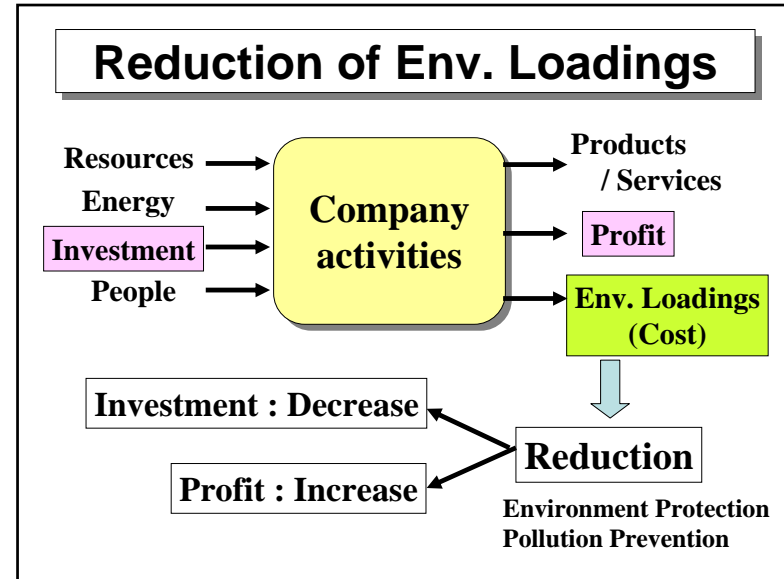 Reduction of Env. Loadings
Resources
Energy
Investment
People
Company
activities
Products
/ Services
Profit
Env. Loadings
(Cost)
Investment : Decrease
Profit : Increase
Reduction
Environment Protection
Pollution Prevention